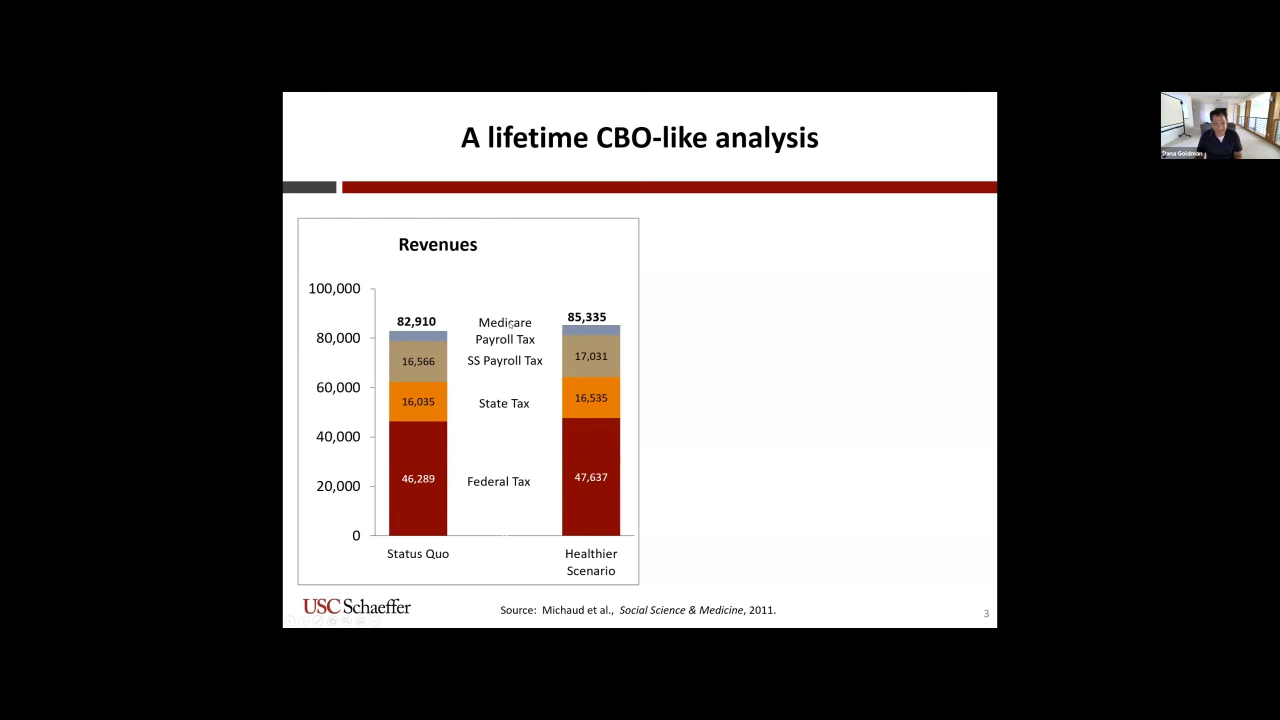 A lifetime CBO-like analysis
Dana Goldman
Revenues
100,000
80,000
60,000
40,000
20,000
0
82,910
16,566
16,035
46,289
Medicare
Payroll Tax
SS Payroll Tax
State Tax
Federal Tax
85,335
17,031
16,535
47,637
Status Quo
Healthier
Scenario
USC Schaeffer
Source: Michaud et al., Social Science & Medicine, 2011.
3